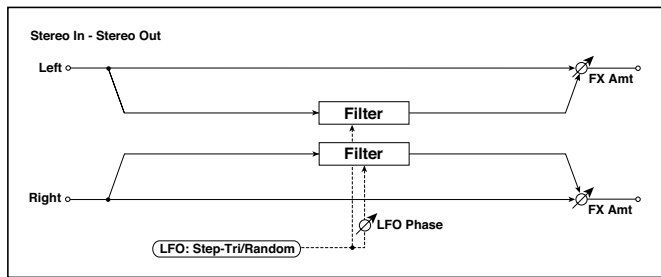 Stereo In - Stereo Out
Left
FX Amt
Filter
Filter
Right
FX Amt
LFO Phase
LFO: Step-Tri/Random